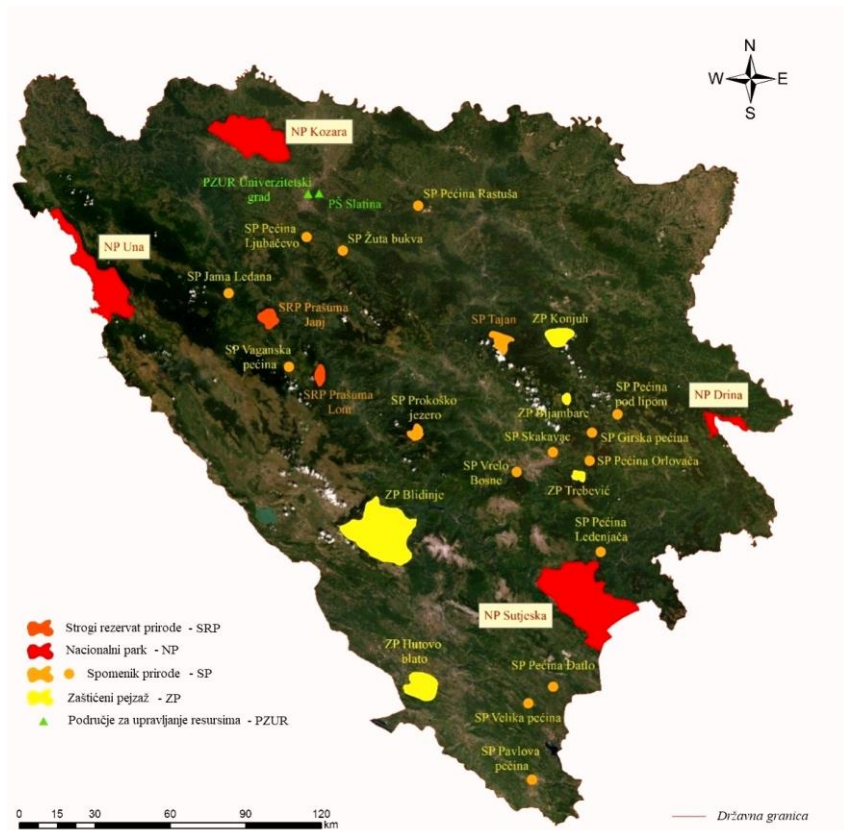 N
W E
S
NP Kozara
PZUR Univerzitetski
grad
PŠ Slatina
SP Pećina Rastuša
SP Pećina
Ljubačevo
SP Žuta bukva
NP Una
SP Jama Ledana
SRP Prašuma
Janj
SP Tajan
ZP Konjuh
SP Vaganska
pećina
SRP Prašuma
Lom
SP Prokoško
jezero
SP Pećina
pod lipom
NP Drina
ZP Bijambare
SP Skakavac
SP Girska pećina
SP Vrelo
Bosne
SP Pećina Orlovača
ZP Trebević
ZP Blidinje
SP Pećina
Ledenjača
NP Sutjeska
Strogi rezervat prirode - SRP
Nacionalni park - NP
Spomenik prirode - SP
Zaštićeni pejzaž - ZP
Područje za upravljanje resursima - PZUR
ZP Hutovo
blato
SP Pećina Đatlo
SP Velika pećina
SP Pavlova
pećina
0 15 30 60 90 120
km
Državna granica